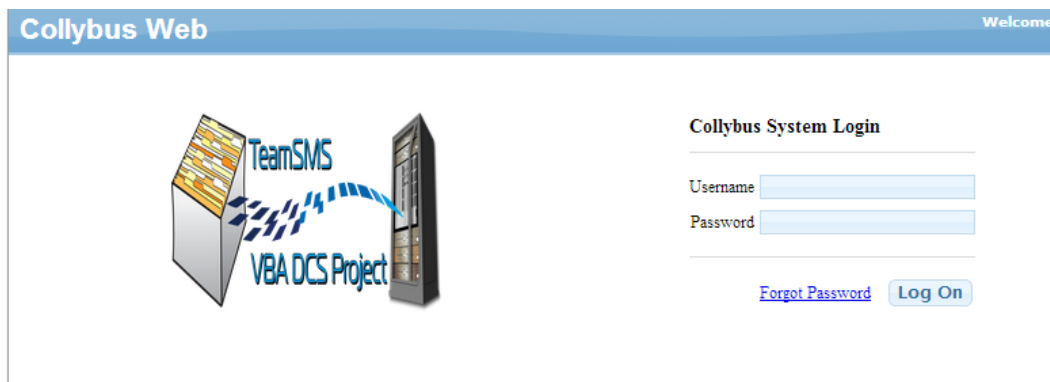 Collybus Web
Welcome
TeamSMS
VBA DCS Project
Collybus System Login
Username
Password
Forgot Password
Log On